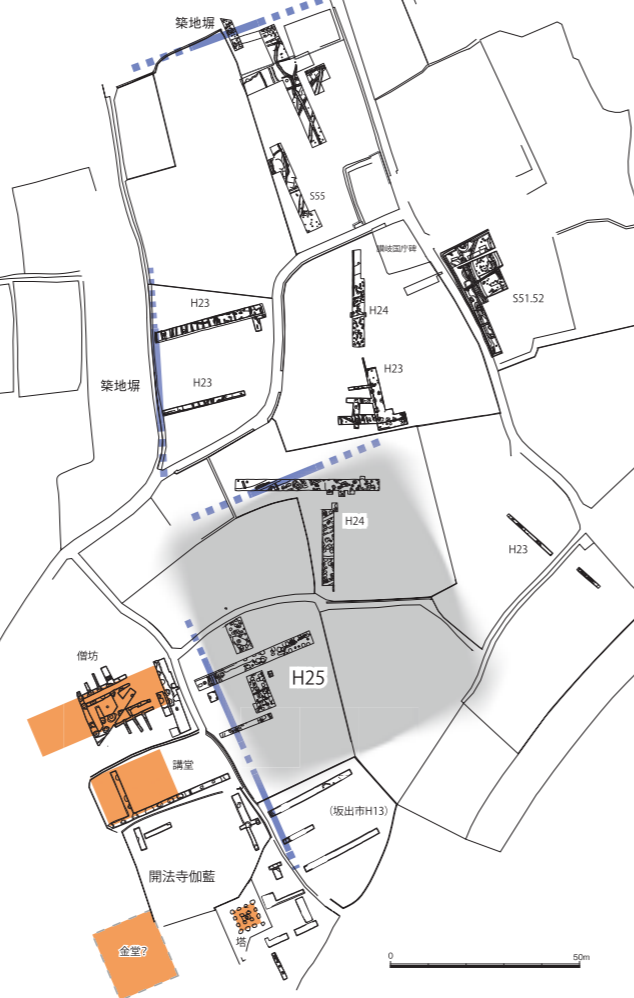 築地塀
S55
讃岐国庁碑
S51.52
H23
H24
H23
H23
築地塀
H24
H23
僧坊
H25
講堂
(坂出市H13)
開法寺伽藍
塔
金堂?
0
50m